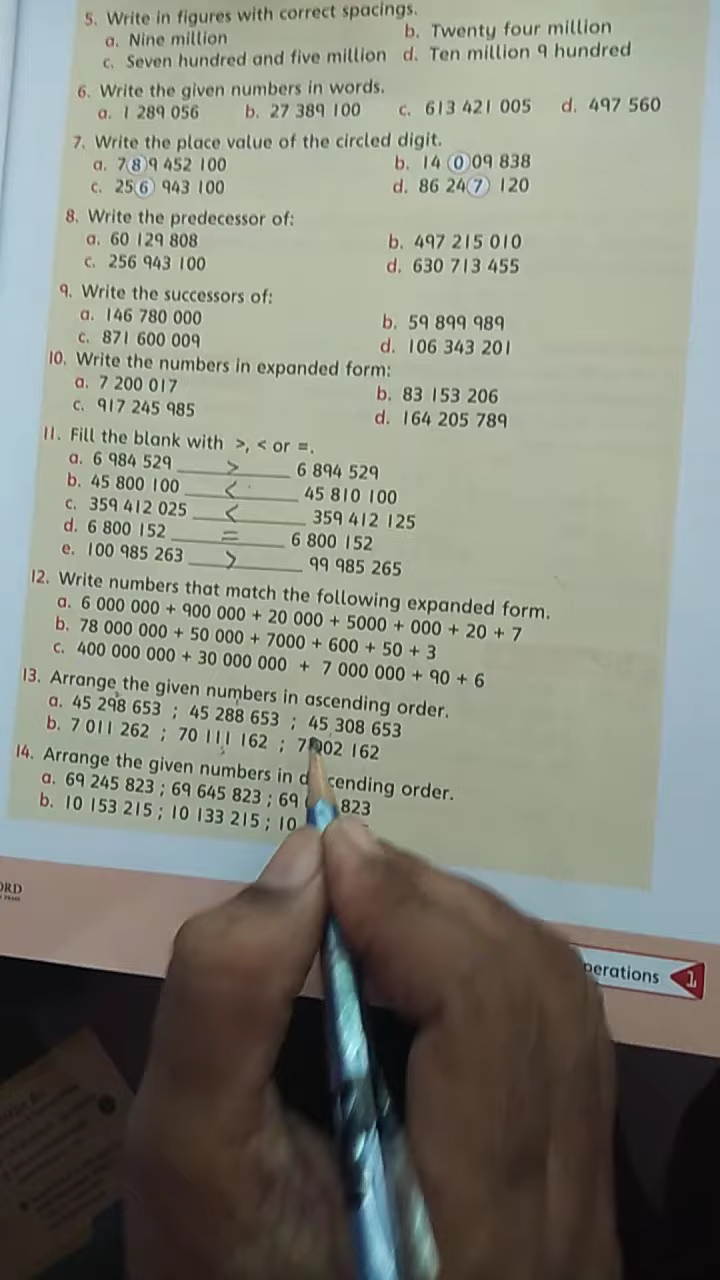 5. Write in figures with correct spacings.
a. Nine million b. Twenty four million
c. Seven hundred and five million d. Ten million 9 hundred
6. Write the given numbers in words.
a. 1 289 056 b. 27 389 100 c. 613 421 005 d. 497 560
7. Write the place value of the circled digit.
a. 789 452 100 b. 14 009 838
c. 256 943 100 d. 86 247 120
8. Write the predecessor of:
a. 60 129 808 b. 497 215 010
c. 256 943 100 d. 630 713 455
9. Write the successors of:
a. 146 780 000 b. 59 899 989
c. 871 600 009 d. 106 343 201
10. Write the numbers in expanded form:
a. 7 200 017 b. 83 153 206
c. 917 245 985 d. 164 205 789
11. Fill the blank with >, < or =.
a. 6 984 529 > 6 894 529
b. 45 800 100 < 45 810 100
c. 359 412 025 < 359 412 125
d. 6 800 152 = 6 800 152
e. 100 985 263 > 99 985 265
12. Write numbers that match the following expanded form.
a. 6 000 000 + 900 000 + 20 000 + 5000 + 000 + 20 + 7
b. 78 000 000 + 50 000 + 7000 + 600 + 50 + 3
c. 400 000 000 + 30 000 000 + 7 000 000 + 90 + 6
13. Arrange the given numbers in ascending order.
a. 45 298 653 ; 45 288 653 ; 45 308 653
b. 7 011 262 ; 70 111 162 ; 7 002 162
14. Arrange the given numbers in order.
a. 69 245 823 ; 69 645 823 ; 69 823
b. 10 153 215 ; 10 133 215 ; 10
1